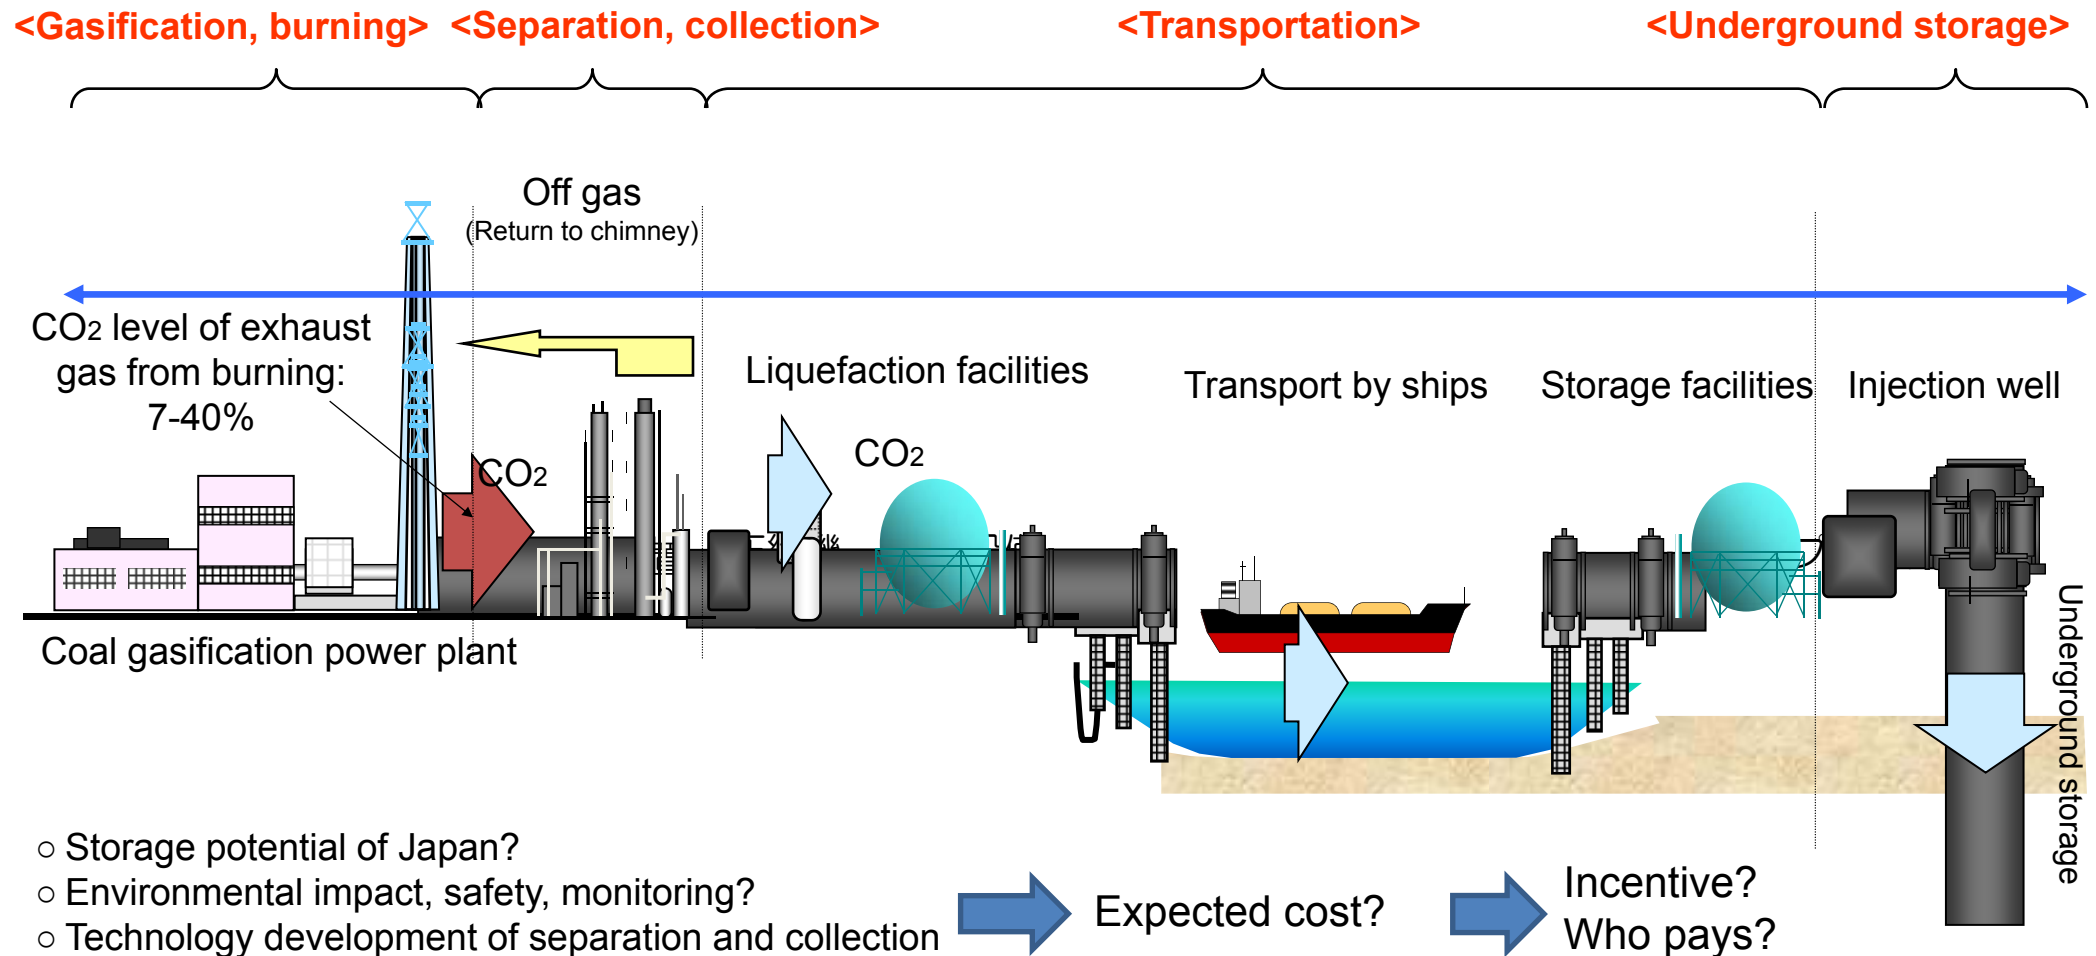 <Gasification, burning> <Separation, collection> <Transportation> <Underground storage>
Off gas
(Return to chimney)
CO2 level of exhaust
gas from burning:
7-40%
Liquefaction facilities
Transport by ships
Storage facilities
Injection well
CO2
CO2
Coal gasification power plant
Underground storage
○ Storage potential of Japan?
○ Environmental impact, safety, monitoring?
○ Technology development of separation and collection
Expected cost?
Incentive?
Who pays?